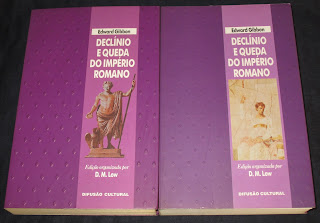 Edward Gibbon
DECLÍNIO
E QUEDA
DO IMPÉRIO
ROMANO
Edição organizada por
D. M. Low
DIFUSÃO CULTURAL
Edward Gibbon
DECLÍNIO
E QUEDA
DO IMPÉRIO
ROMANO
Edição organizada por
D. M. Low
DIFUSÃO CULTURAL